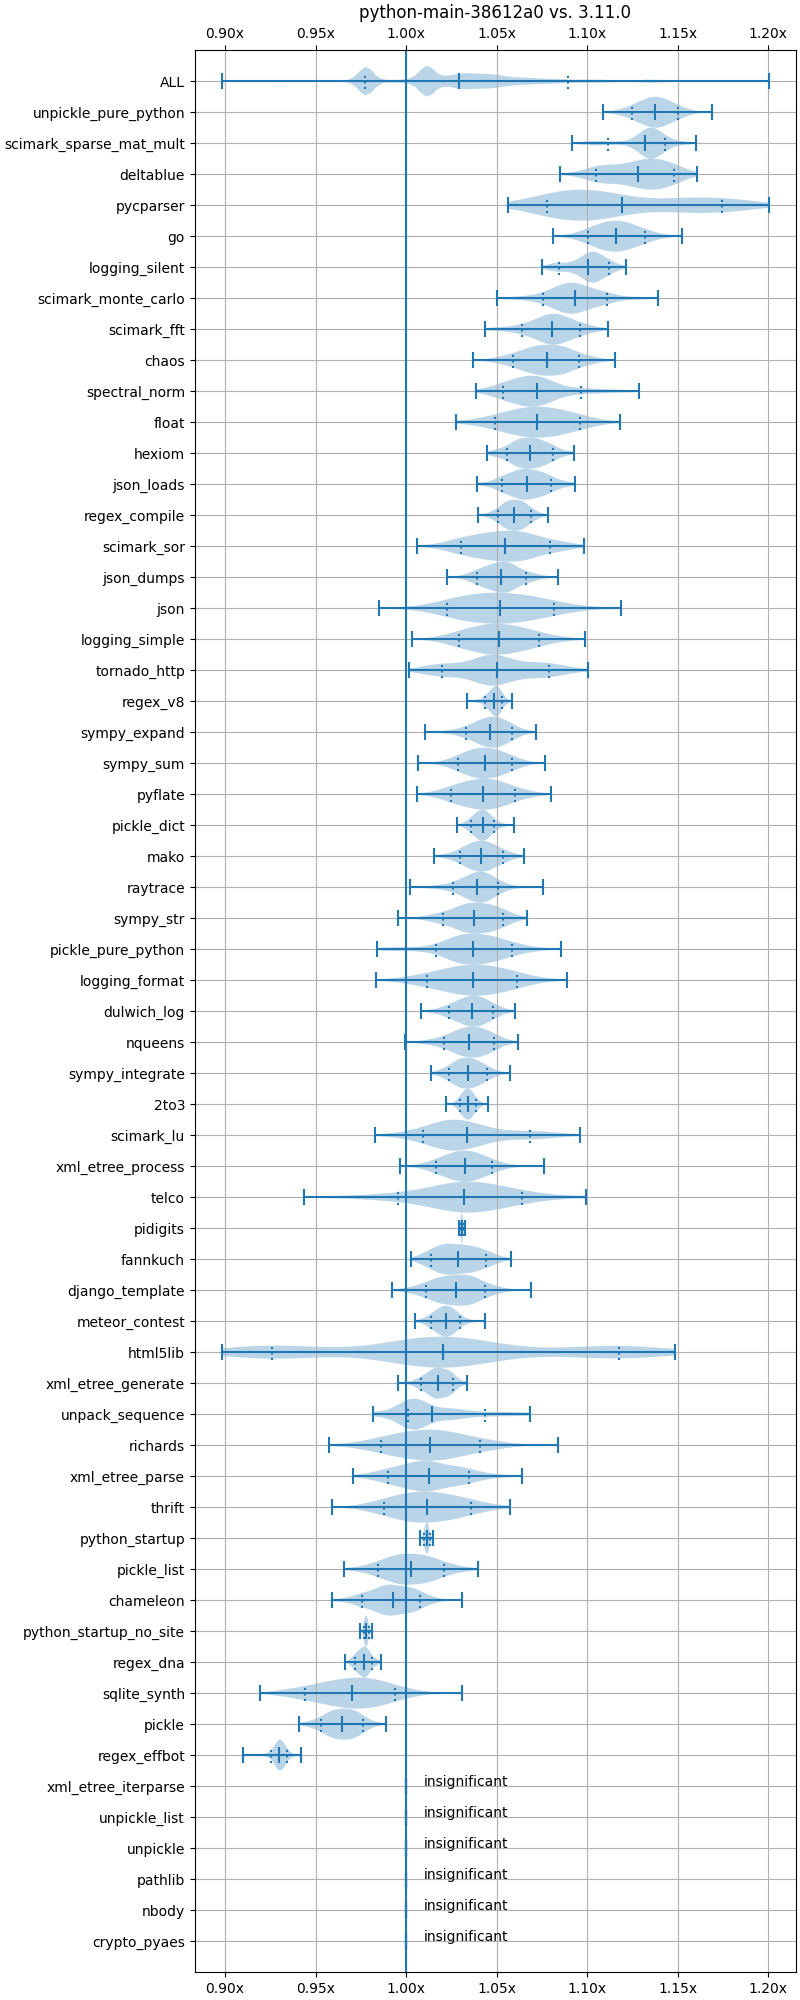 python-main-38612a0 vs. 3.11.0
0.90x 0.95x 1.00x 1.05x 1.10x 1.15x 1.20x
ALL
unpickle_pure_python
scimark_sparse_mat_mult
deltablue
pycparser
go
logging_silent
scimark_monte_carlo
scimark_fft
chaos
spectral_norm
float
hexiom
json_loads
regex_compile
scimark_sor
json_dumps
json
logging_simple
tornado_http
regex_v8
sympy_expand
sympy_sum
pyflate
pickle_dict
mako
raytrace
sympy_str
pickle_pure_python
logging_format
dulwich_log
nqueens
sympy_integrate
2to3
scimark_lu
xml_etree_process
telco
pidigits
fannkuch
django_template
meteor_contest
html5lib
xml_etree_generate
unpack_sequence
richards
xml_etree_parse
thrift
python_startup
pickle_list
chameleon
python_startup_no_site
regex_dna
sqlite_synth
pickle
regex_effbot
xml_etree_iterparse insignificant
unpickle_list insignificant
unpickle insignificant
pathlib insignificant
nbody insignificant
crypto_pyaes insignificant
0.90x 0.95x 1.00x 1.05x 1.10x 1.15x 1.20x